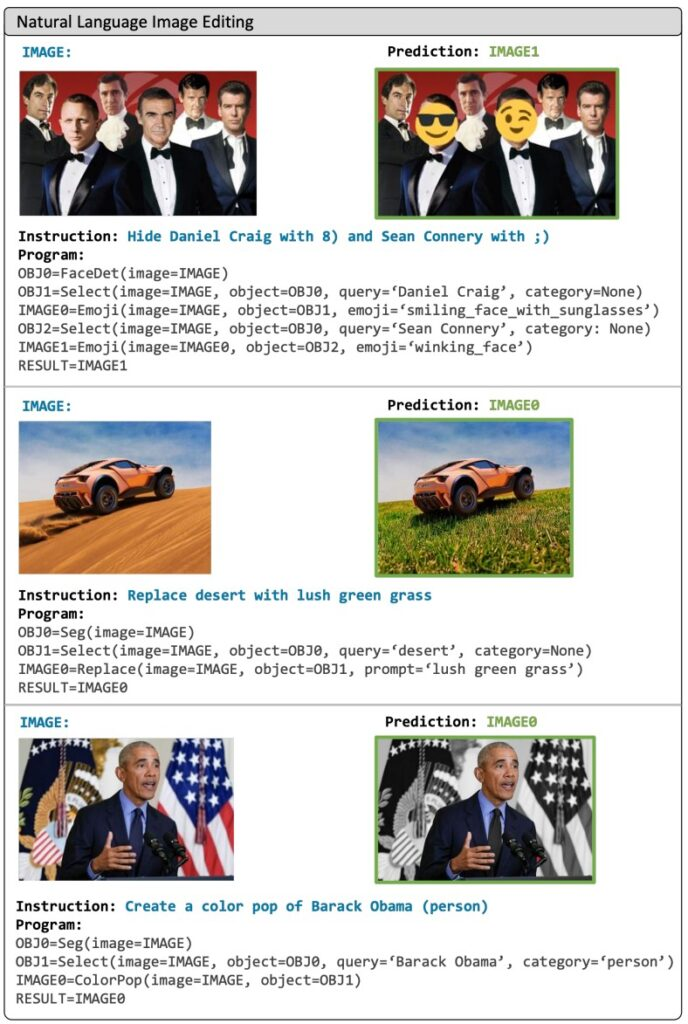 Natural Language Image Editing
IMAGE:
Prediction: IMAGE1
Instruction: Hide Daniel Craig with 8) and Sean Connery with ;)
Program:
OBJ0=FaceDet(image=IMAGE)
OBJ1=Select(image=IMAGE, object=OBJ0, query=‘Daniel Craig’, category=None)
IMAGE0=Emoji(image=IMAGE, object=OBJ1, emoji=‘smiling_face_with_sunglasses’)
OBJ2=Select(image=IMAGE, object=OBJ0, query=‘Sean Connery’, category: None)
IMAGE1=Emoji(image=IMAGE0, object=OBJ2, emoji=‘winking_face’)
RESULT=IMAGE1
IMAGE:
Prediction: IMAGE0
Instruction: Replace desert with lush green grass
Program:
OBJ0=Seg(image=IMAGE)
OBJ1=Select(image=IMAGE, object=OBJ0, query=‘desert’, category=None)
IMAGE0=Replace(image=IMAGE, object=OBJ1, prompt=‘lush green grass’)
RESULT=IMAGE0
IMAGE:
Prediction: IMAGE0
Instruction: Create a color pop of Barack Obama (person)
Program:
OBJ0=Seg(image=IMAGE)
OBJ1=Select(image=IMAGE, object=OBJ0, query=‘Barack Obama’, category=‘person’)
IMAGE0=ColorPop(image=IMAGE, object=OBJ1)
RESULT=IMAGE0